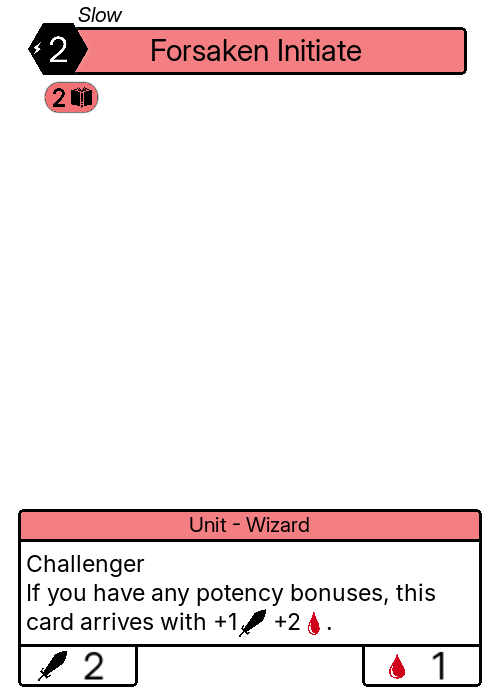 Slow
2 Forsaken Initiate
2
Unit - Wizard
Challenger
If you have any potency bonuses, this
card arrives with +1 +2 .
2 1